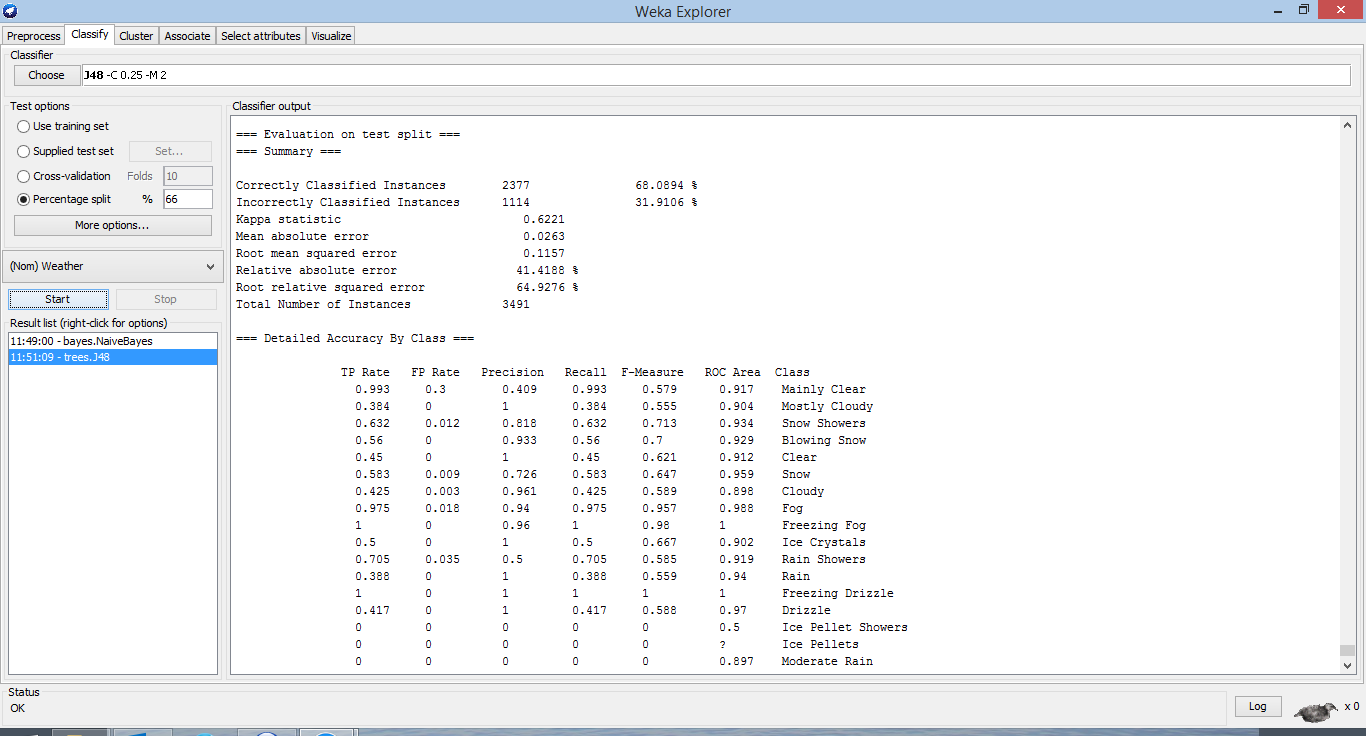 Weka Explorer
Preprocess Classify Cluster Associate Select attributes Visualize
Classifier
Choose J48 -C 0.25 -M 2
Test options
Use training set
Supplied test set Set...
Cross-validation Folds 10
Percentage split % 66
More options...
(Nom) Weather
Start Stop
Result list (right-click for options)
11:49:00 - bayes.NaiveBayes
11:51:09 - trees.J48
Classifier output
=== Evaluation on test split ===
=== Summary ===
Correctly Classified Instances 2377 68.0894 %
Incorrectly Classified Instances 1114 31.9106 %
Kappa statistic 0.6221
Mean absolute error 0.0263
Root mean squared error 0.1157
Relative absolute error 41.4188 %
Root relative squared error 64.9276 %
Total Number of Instances 3491
=== Detailed Accuracy By Class ===
TP Rate FP Rate Precision Recall F-Measure ROC Area Class
0.993 0.3 0.409 0.993 0.579 0.917 Mainly Clear
0.384 0 1 0.384 0.555 0.904 Mostly Cloudy
0.632 0.012 0.818 0.632 0.713 0.934 Snow Showers
0.56 0 0.933 0.56 0.7 0.929 Blowing Snow
0.45 0 1 0.45 0.621 0.912 Clear
0.583 0.009 0.726 0.583 0.647 0.959 Snow
0.425 0.003 0.961 0.425 0.589 0.898 Cloudy
0.975 0.018 0.94 0.975 0.957 0.988 Fog
1 0 0.96 1 0.98 1 Freezing Fog
0.5 0 1 0.5 0.667 0.902 Ice Crystals
0.705 0.035 0.5 0.705 0.585 0.919 Rain Showers
0.388 0 1 0.388 0.559 0.94 Rain
1 0 1 1 1 1 Freezing Drizzle
0.417 0 1 0.417 0.588 0.97 Drizzle
0 0 0 0 0 0.5 Ice Pellet Showers
0 0 0 0 0 ? Ice Pellets
0 0 0 0 0 0.897 Moderate Rain
Status
OK
Log x 0